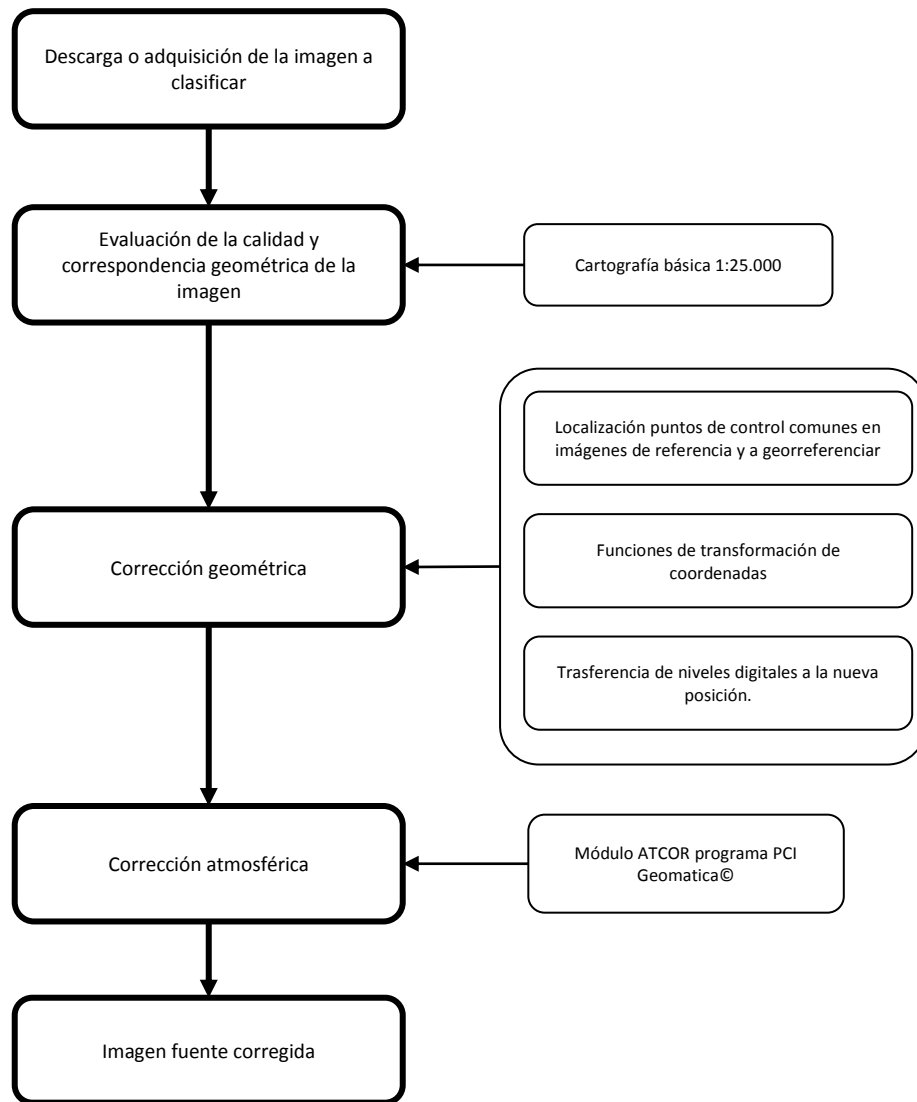 Descarga o adquisición de la imagen a
clasificar
Evaluación de la calidad y
correspondencia geométrica de la
imagen
Cartografía básica 1:25.000
Localización puntos de control comunes en
imágenes de referencia y a georreferenciar
Funciones de transformación de
coordenadas
Trasferencia de niveles digitales a la nueva
posición.
Corrección geométrica
Corrección atmosférica
Módulo ATCOR programa PCI
Geomatica©
Imagen fuente corregida